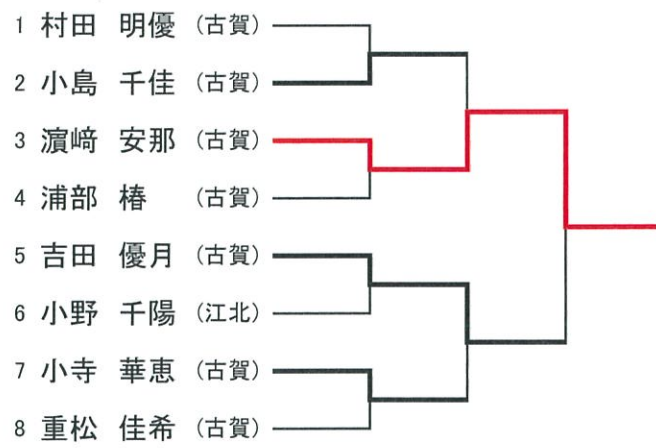 1 村田 明優 (古賀)
2 小島 千佳 (古賀)
3 濵﨑 安那 (古賀)
4 浦部 椿 (古賀)
5 吉田 優月 (古賀)
6 小野 千陽 (江北)
7 小寺 華恵 (古賀)
8 重松 佳希 (古賀)